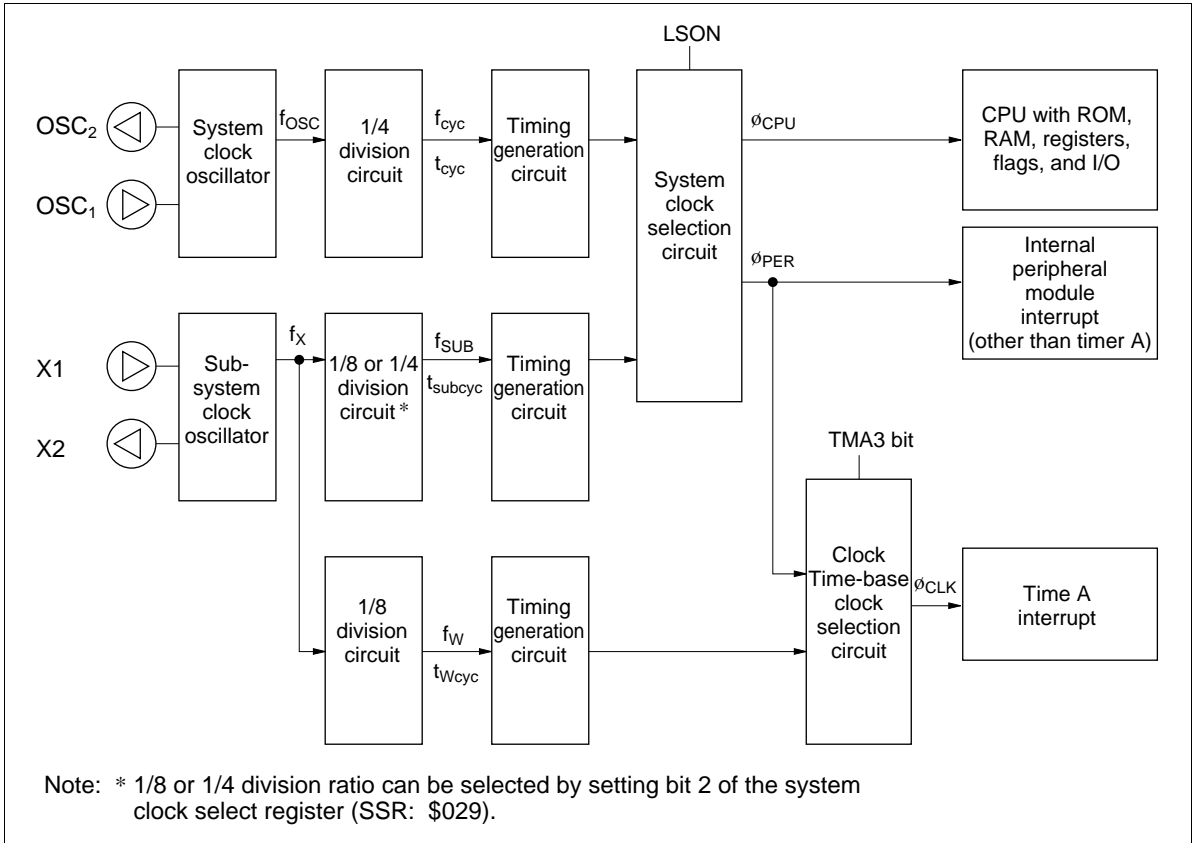 LSON
OSC2
OSC1
System
clock
oscillator
fOSC
1/4
division
circuit
fcyc
tcyc
Timing
generation
circuit
System
clock
selection
circuit
øCPU
øPER
CPU with ROM,
RAM, registers,
flags, and I/O
Internal
peripheral
module
interrupt
(other than timer A)
X1
X2
Sub-
system
clock
oscillator
fX
1/8 or 1/4
division
circuit *
fSUB
tsubcyc
Timing
generation
circuit
TMA3 bit
1/8
division
circuit
fW
tWcyc
Timing
generation
circuit
Clock
Time-base
clock
selection
circuit
øCLK
Time A
interrupt
Note: * 1/8 or 1/4 division ratio can be selected by setting bit 2 of the system
clock select register (SSR: $029).